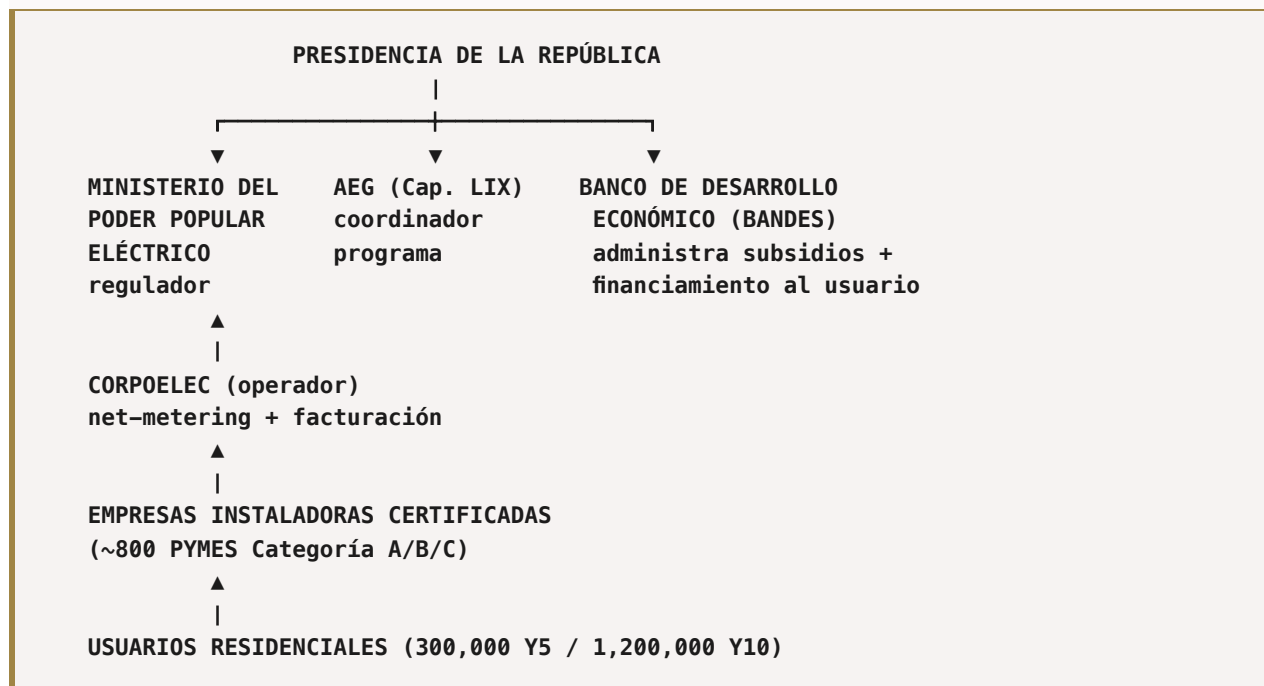 PRESIDENCIA DE LA REPÚBLICA
MINISTERIO DEL AEG (Cap. LIX) BANCO DE DESARROLLO
PODER POPULAR coordinador ECONÓMICO (BANDES)
ELÉCTRICO programa administra subsidios +
regulador financiamiento al usuario
CORPOELEC (operador)
net−metering + facturación
EMPRESAS INSTALADORAS CERTIFICADAS
(~800 PYMES Categoría A/B/C)
USUARIOS RESIDENCIALES (300,000 Y5 / 1,200,000 Y10)